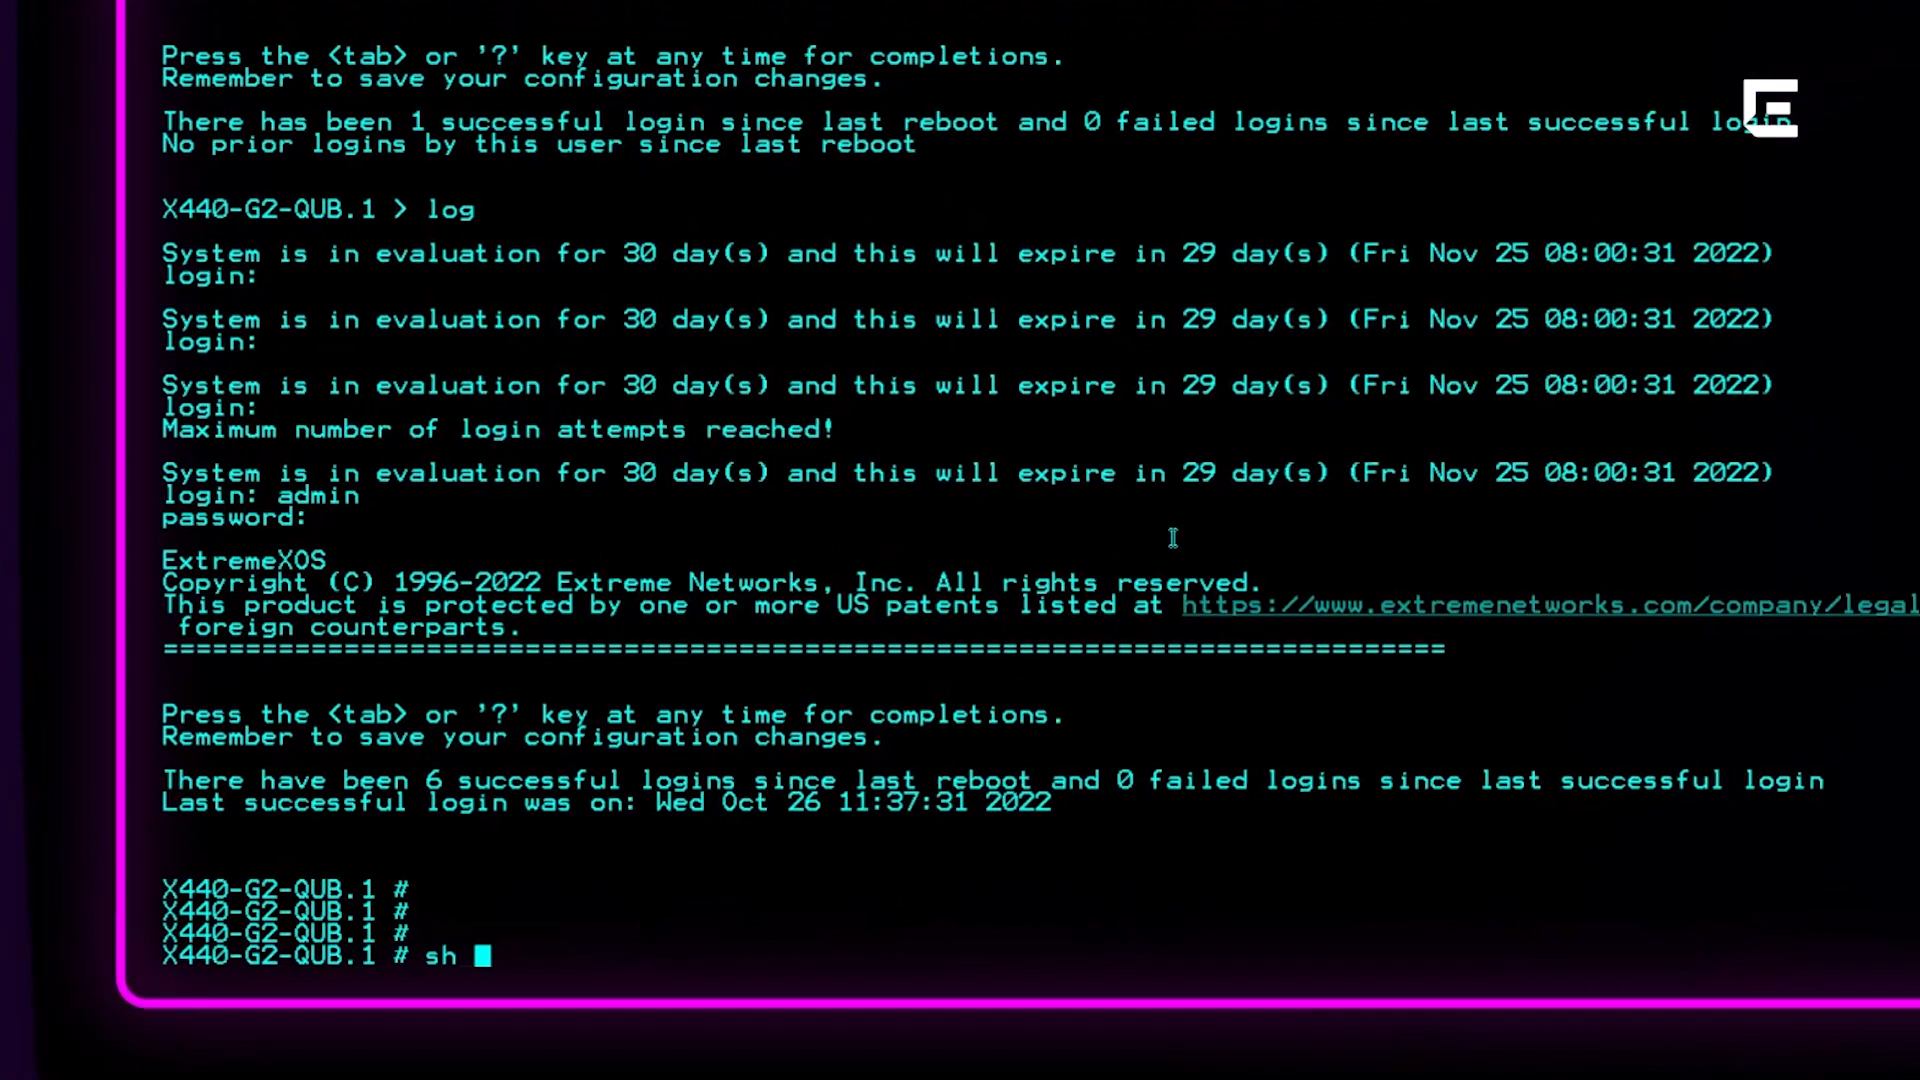 Press the <tab> or '?' key at any time for completions.
Remember to save your configuration changes.
There has been 1 successful login since last reboot and 0 failed logins since last successful login
No prior logins by this user since last reboot
X440-G2-QUB.1 > log
System is in evaluation for 30 day(s) and this will expire in 29 day(s) (Fri Nov 25 08:00:31 2022)
login:
System is in evaluation for 30 day(s) and this will expire in 29 day(s) (Fri Nov 25 08:00:31 2022)
login:
System is in evaluation for 30 day(s) and this will expire in 29 day(s) (Fri Nov 25 08:00:31 2022)
login:
Maximum number of login attempts reached!
System is in evaluation for 30 day(s) and this will expire in 29 day(s) (Fri Nov 25 08:00:31 2022)
login: admin
password:
ExtremeXOS
Copyright (C) 1996-2022 Extreme Networks, Inc. All rights reserved.
This product is protected by one or more US patents listed at https://www.extremenetworks.com/company/legal
foreign counterparts.
==============================================================================
Press the <tab> or '?' key at any time for completions.
Remember to save your configuration changes.
There have been 6 successful logins since last reboot and 0 failed logins since last successful login
Last successful login was on: Wed Oct 26 11:37:31 2022
X440-G2-QUB.1 #
X440-G2-QUB.1 #
X440-G2-QUB.1 #
X440-G2-QUB.1 # sh